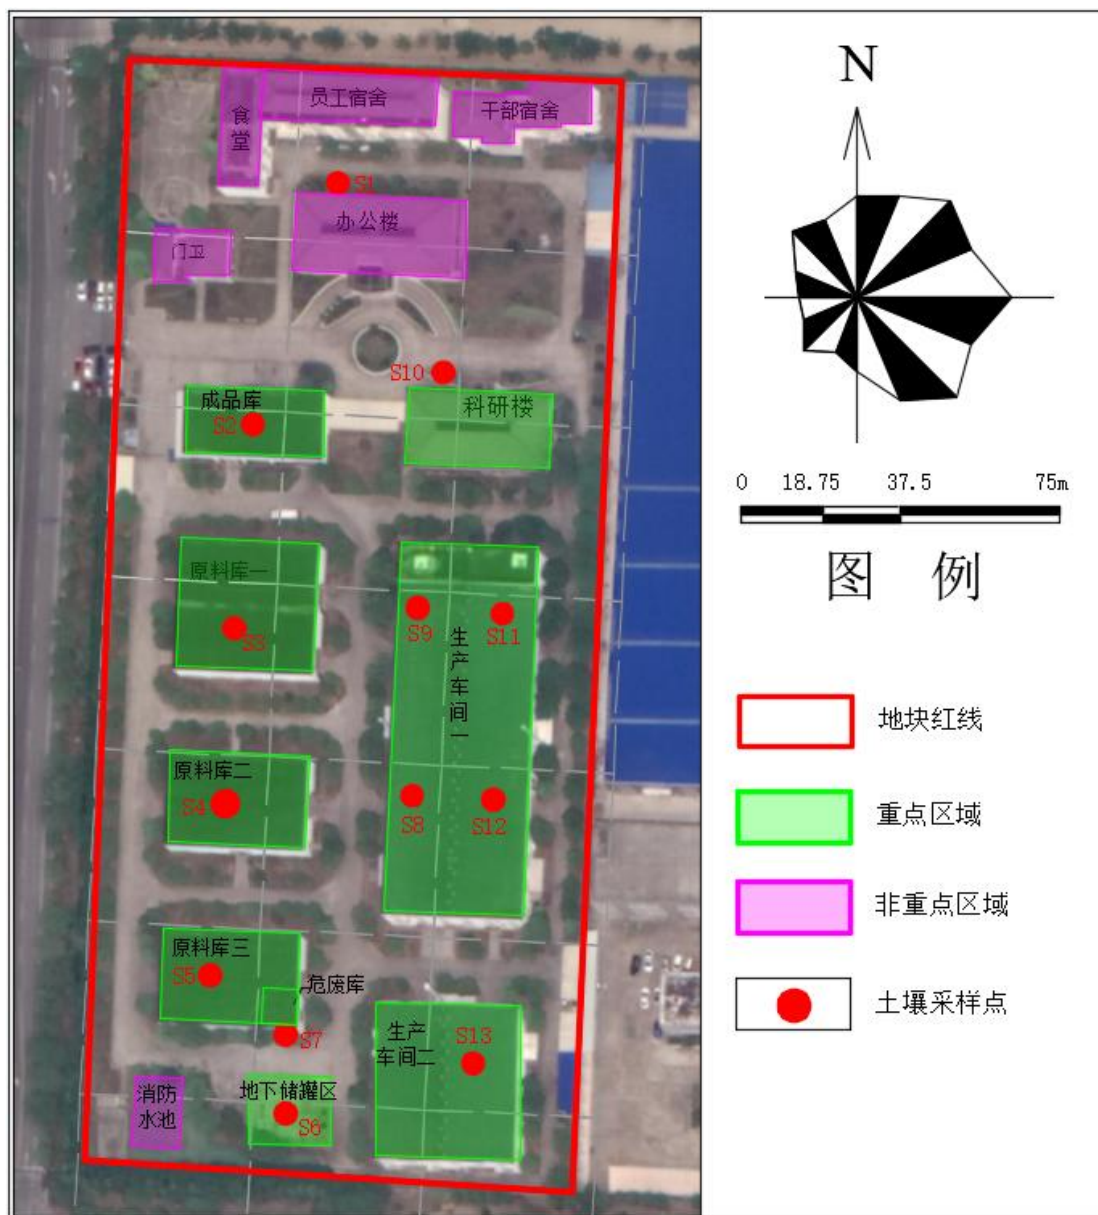 N
员工宿舍
干部宿舍
食
堂
S1
办公楼
门卫
S10
成品库
S2
科研楼
0 18.75 37.5 75m
图 例
原料库一
S3
S9
S11
生
产
车
间
一
地块红线
原料库二
S4
S8
S12
重点区域
非重点区域
原料库三
S5
危废库
土壤采样点
S7
生产
车间二
S13
消防
水池
地下储罐区
S6